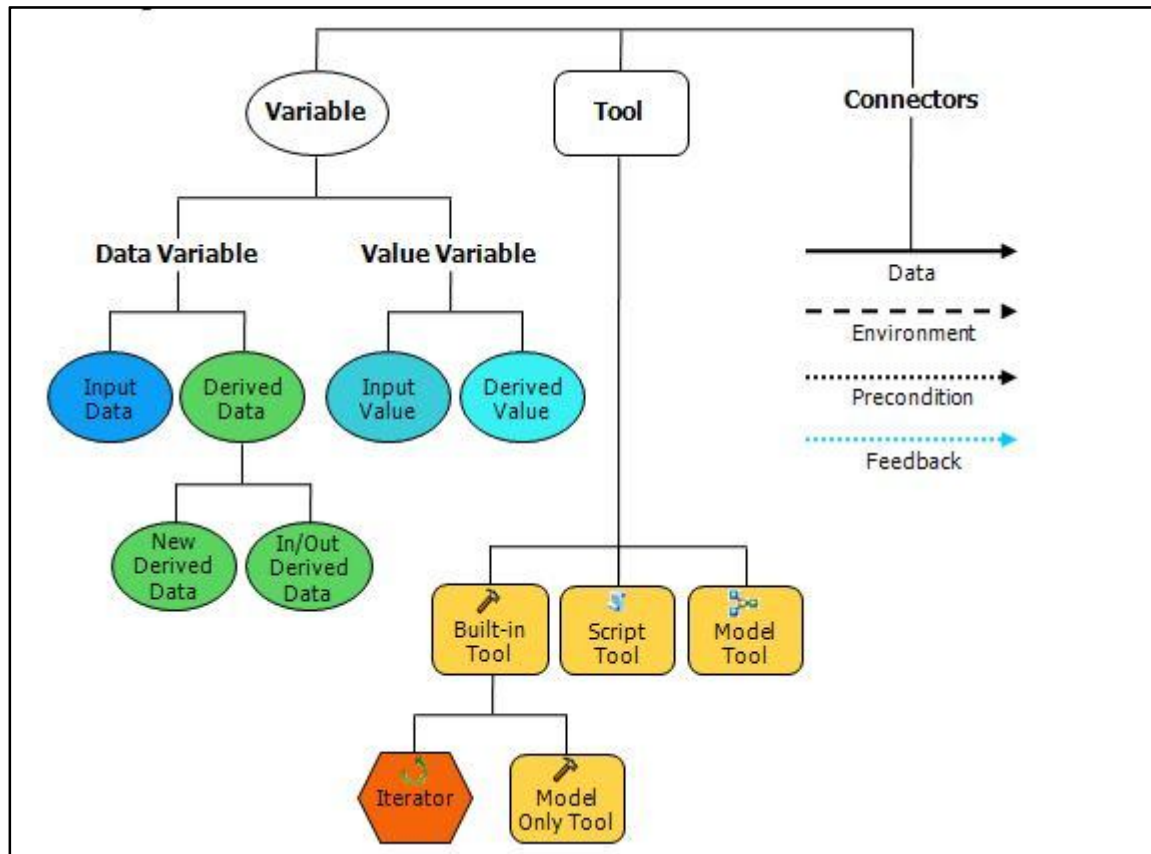 Variable
Tool
Connectors
Data Variable
Value Variable
Data
Environment
Precondition
Feedback
Input
Data
Derived
Data
Input
Value
Derived
Value
New
Derived
Data
In/Out
Derived
Data
Built-in
Tool
Script
Tool
Model
Tool
Iterator
Model
Only Tool